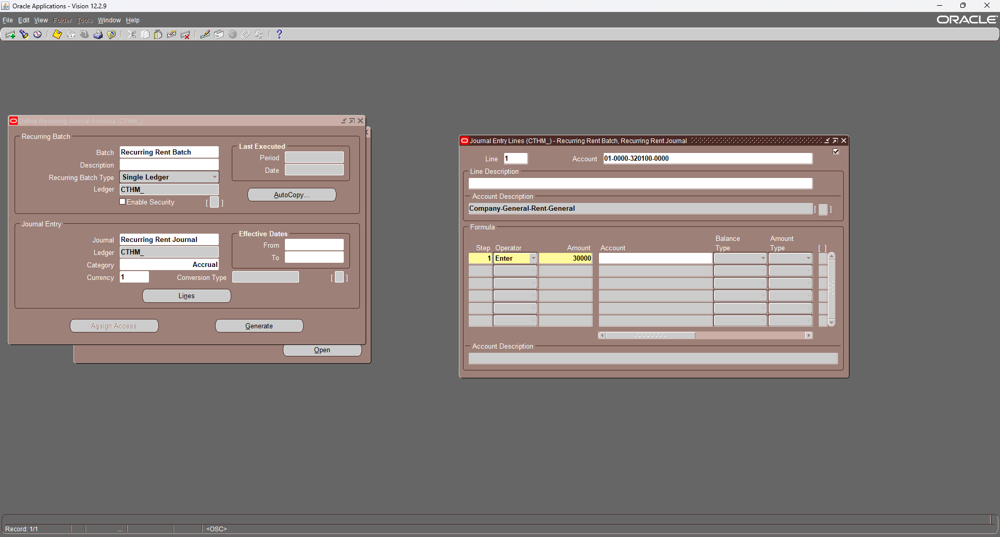 Oracle Applications - Vision 12.2.9
File Edit View Folder Tools Window Help
ORACLE
Define Recurring Journal Formula (CTHM_)
Recurring Batch
Batch Recurring Rent Batch
Description
Recurring Batch Type Single Ledger
Ledger CTHM_
Enable Security [ ]
Last Executed
Period
Date
AutoCopy...
Journal Entry
Journal Recurring Rent Journal
Ledger CTHM_
Category Accrual
Currency 1
Conversion Type [ ]
Effective Dates
From
To
Lines
Assign Access
Generate
Open
Journal Entry Lines (CTHM_) - Recurring Rent Batch, Recurring Rent Journal
Line 1 Account 01-0000-320100-0000
Line Description
Account Description
Company-General-Rent-General [ ]
Formula
Step Operator Amount Account Balance Type Amount Type [ ]
1 Enter 30000
Account Description
Record: 1/1 ... <OSC>